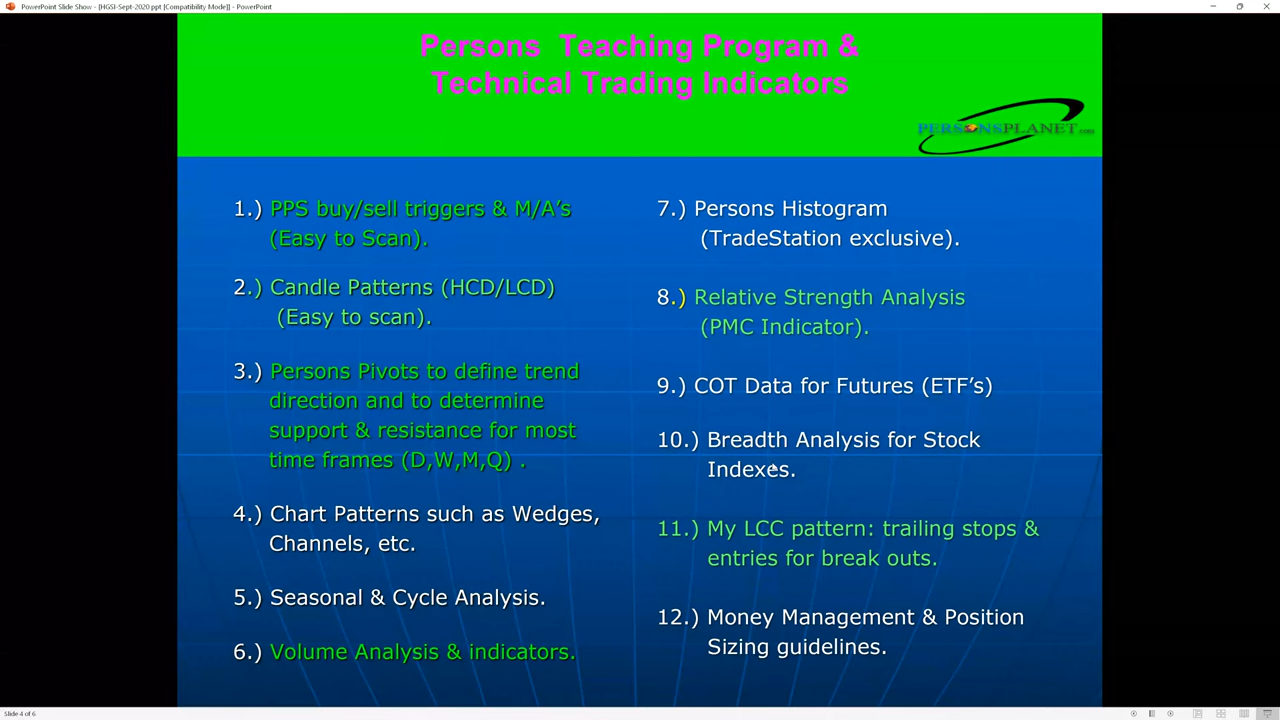 PowerPoint Slide Show - [HGSI-Sept-2020 ppt [Compatibility Mode]] - PowerPoint
Persons Teaching Program &
Technical Trading Indicators
PERSONSPLANET.com
1.) PPS buy/sell triggers & M/A's
(Easy to Scan).
2.) Candle Patterns (HCD/LCD)
(Easy to scan).
3.) Persons Pivots to define trend
direction and to determine
support & resistance for most
time frames (D,W,M,Q) .
4.) Chart Patterns such as Wedges,
Channels, etc.
5.) Seasonal & Cycle Analysis.
6.) Volume Analysis & indicators.
7.) Persons Histogram
(TradeStation exclusive).
8.) Relative Strength Analysis
(PMC Indicator).
9.) COT Data for Futures (ETF's)
10.) Breadth Analysis for Stock
Indexes.
11.) My LCC pattern: trailing stops &
entries for break outs.
12.) Money Management & Position
Sizing guidelines.
Slide 4 of 6